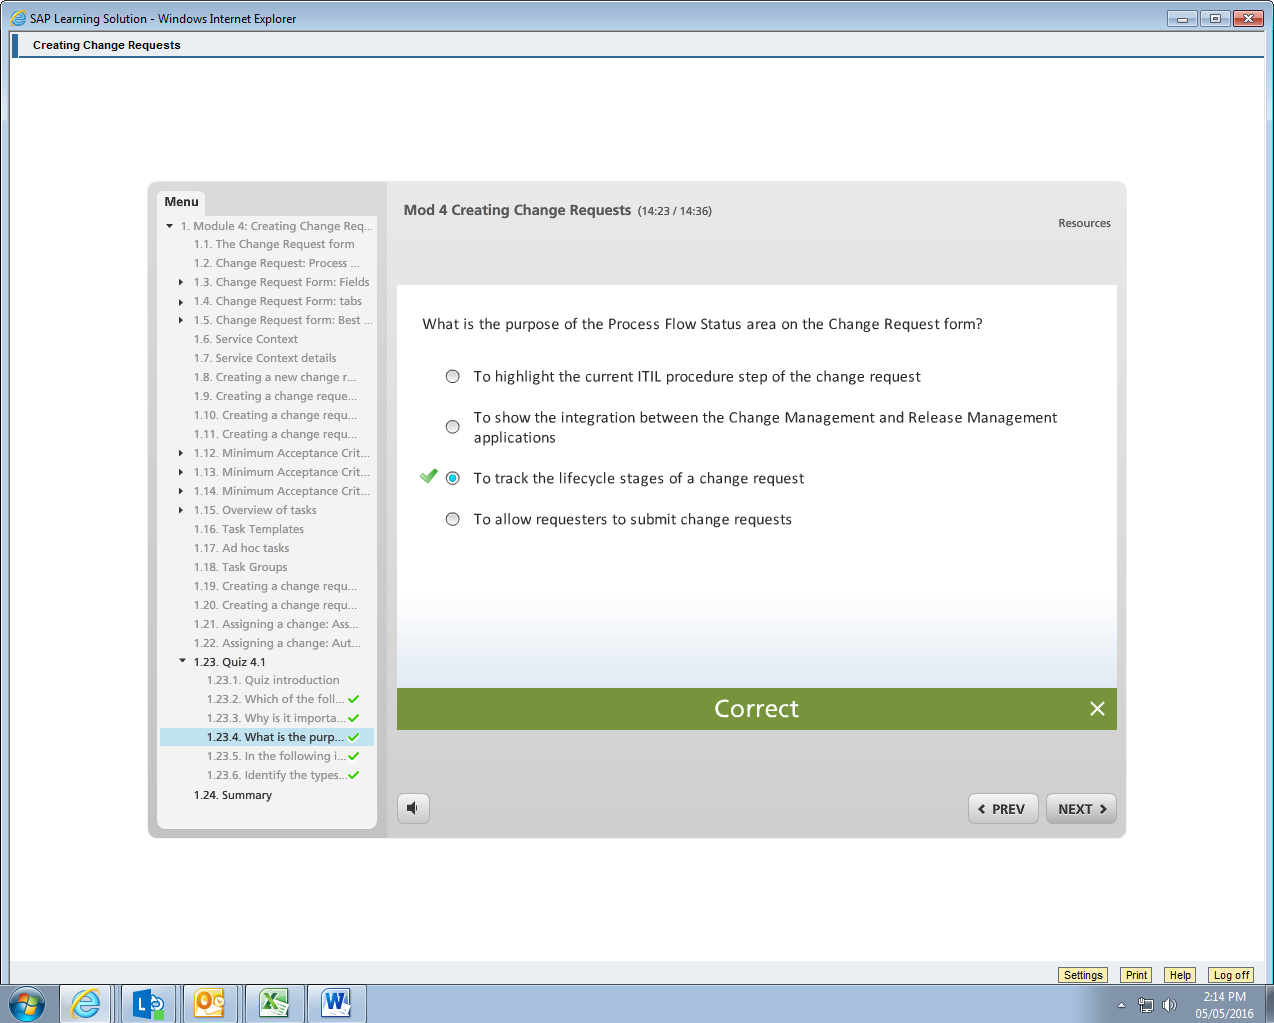 SAP Learning Solution - Windows Internet Explorer
Creating Change Requests
Menu
1. Module 4: Creating Change Req...
1.1. The Change Request form
1.2. Change Request: Process ...
1.3. Change Request Form: Fields
1.4. Change Request Form: tabs
1.5. Change Request form: Best ...
1.6. Service Context
1.7. Service Context details
1.8. Creating a new change r...
1.9. Creating a change reque...
1.10. Creating a change requ...
1.11. Creating a change requ...
1.12. Minimum Acceptance Crit...
1.13. Minimum Acceptance Crit...
1.14. Minimum Acceptance Crit...
1.15. Overview of tasks
1.16. Task Templates
1.17. Ad hoc tasks
1.18. Task Groups
1.19. Creating a change requ...
1.20. Creating a change requ...
1.21. Assigning a change: Ass...
1.22. Assigning a change: Aut...
1.23. Quiz 4.1
1.23.1. Quiz introduction
1.23.2. Which of the foll...
1.23.3. Why is it importa...
1.23.4. What is the purp...
1.23.5. In the following i...
1.23.6. Identify the types...
1.24. Summary
Mod 4 Creating Change Requests (14:23 / 14:36)
Resources
What is the purpose of the Process Flow Status area on the Change Request form?
To highlight the current ITIL procedure step of the change request
To show the integration between the Change Management and Release Management
applications
To track the lifecycle stages of a change request
To allow requesters to submit change requests
Correct
PREV
NEXT
Settings
Print
Help
Log off
2:14 PM
05/05/2016